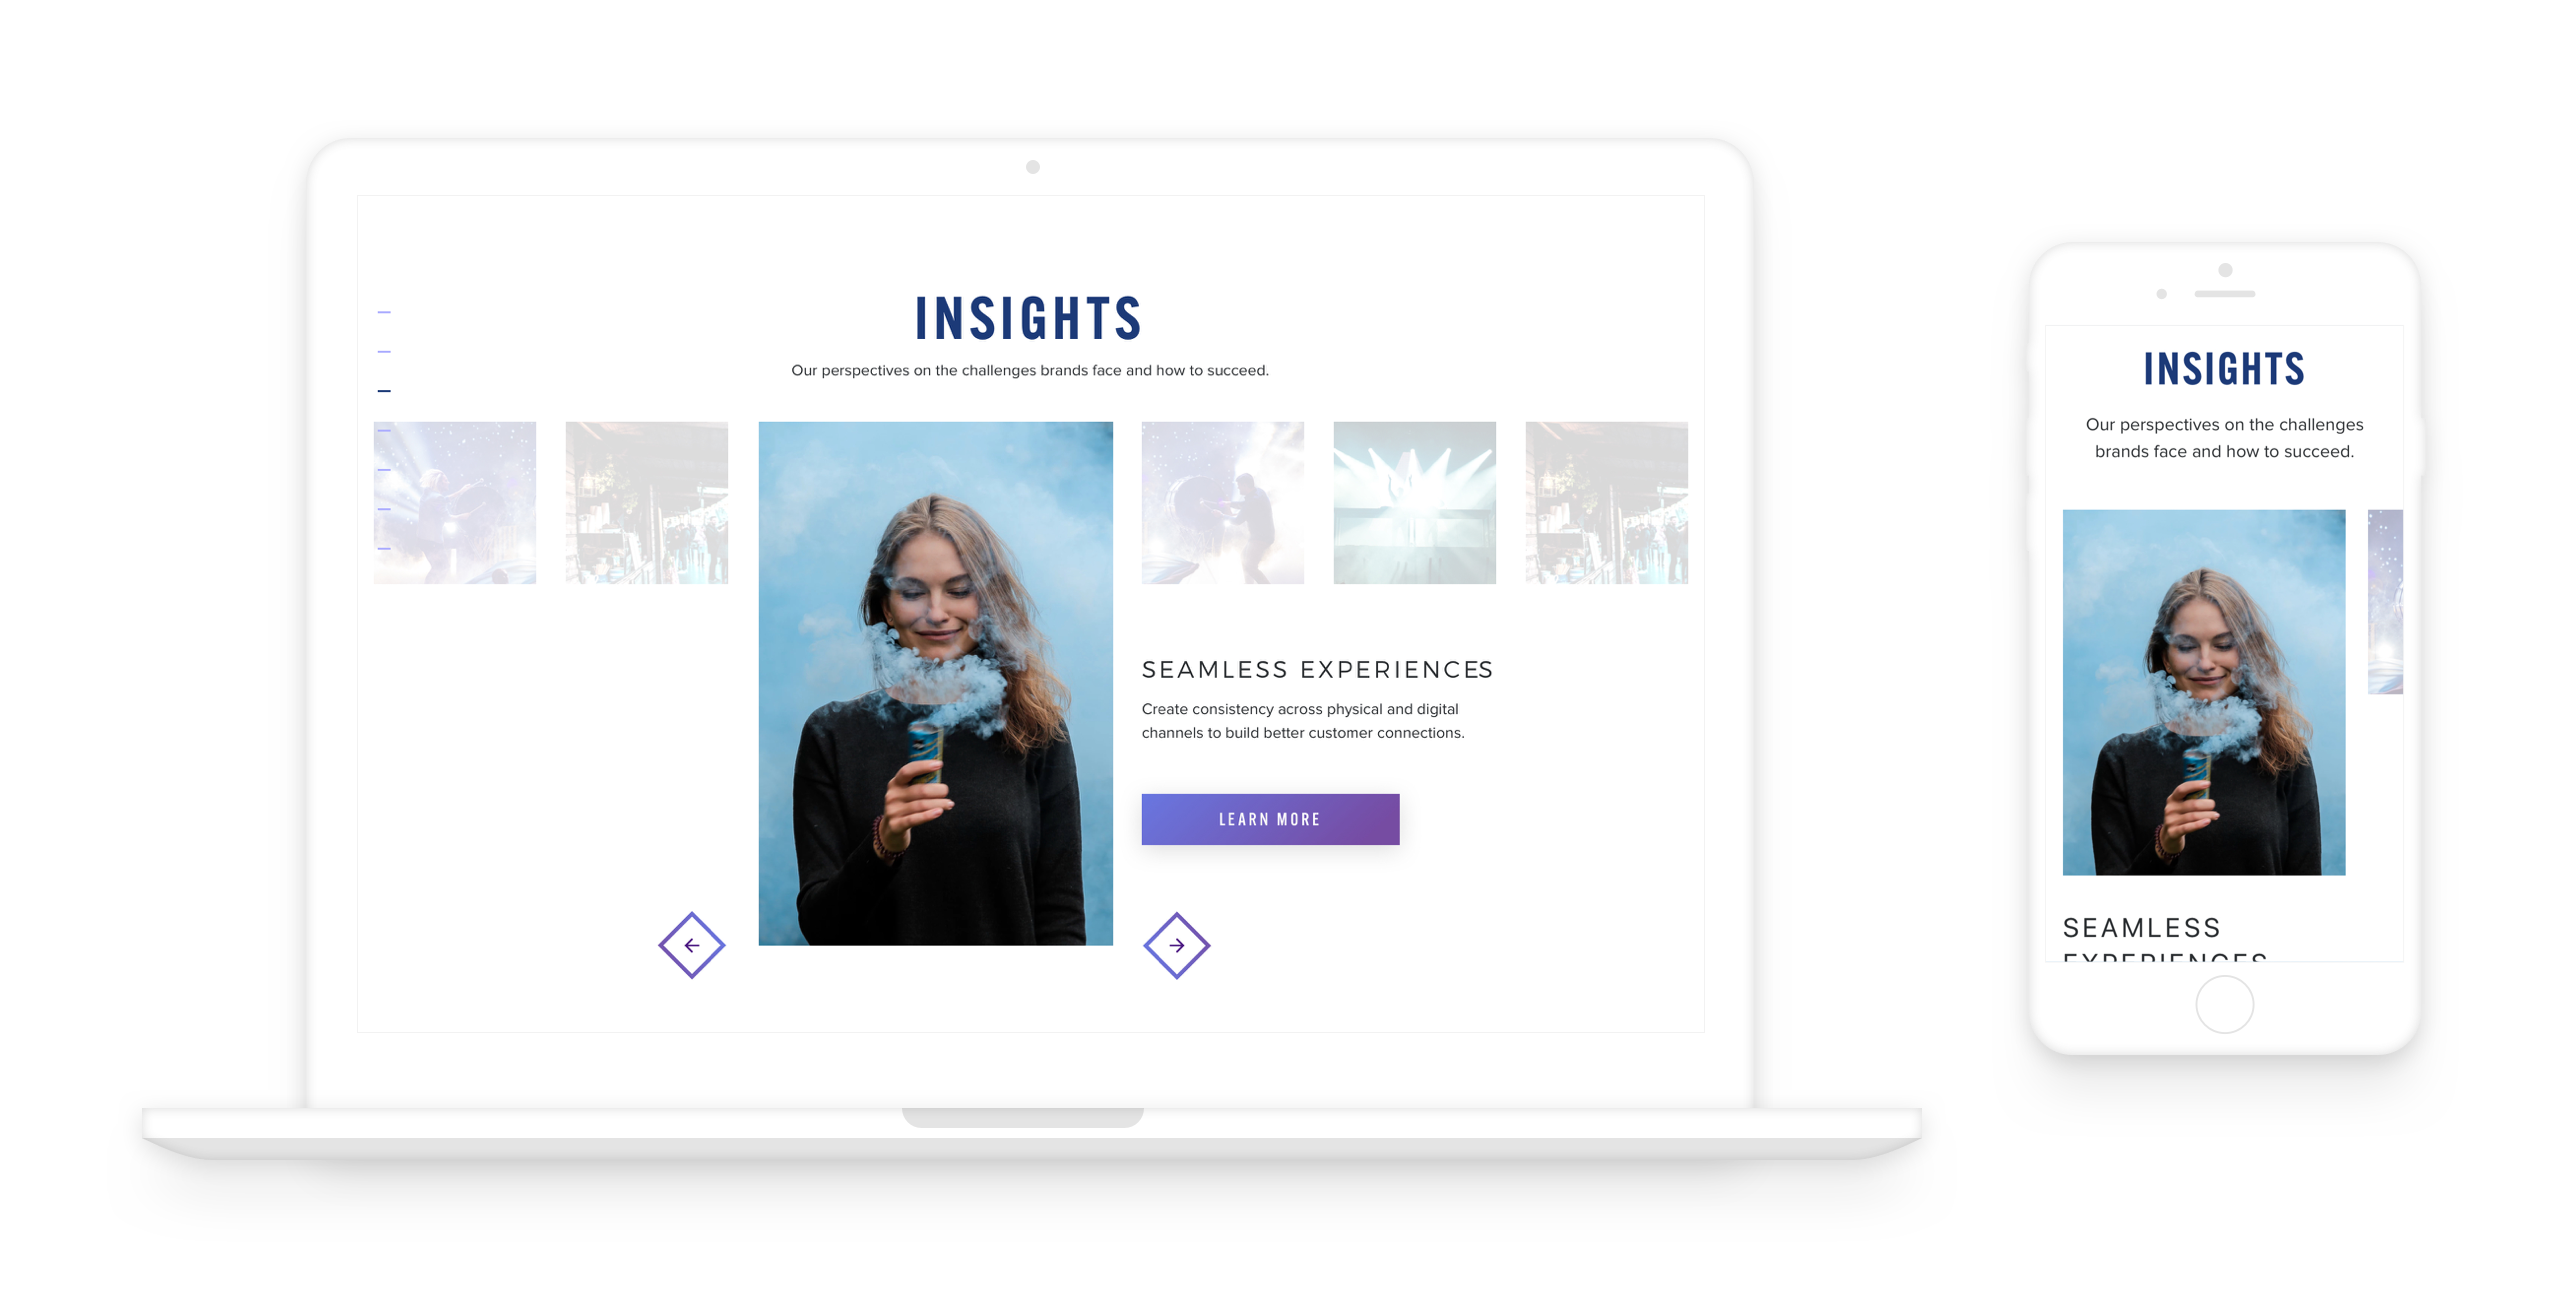 INSIGHTS
Our perspectives on the challenges brands face and how to succeed.
SEAMLESS EXPERIENCES
Create consistency across physical and digital
channels to build better customer connections.
LEARN MORE
INSIGHTS
Our perspectives on the challenges
brands face and how to succeed.
SEAMLESS
EXPERIENCES